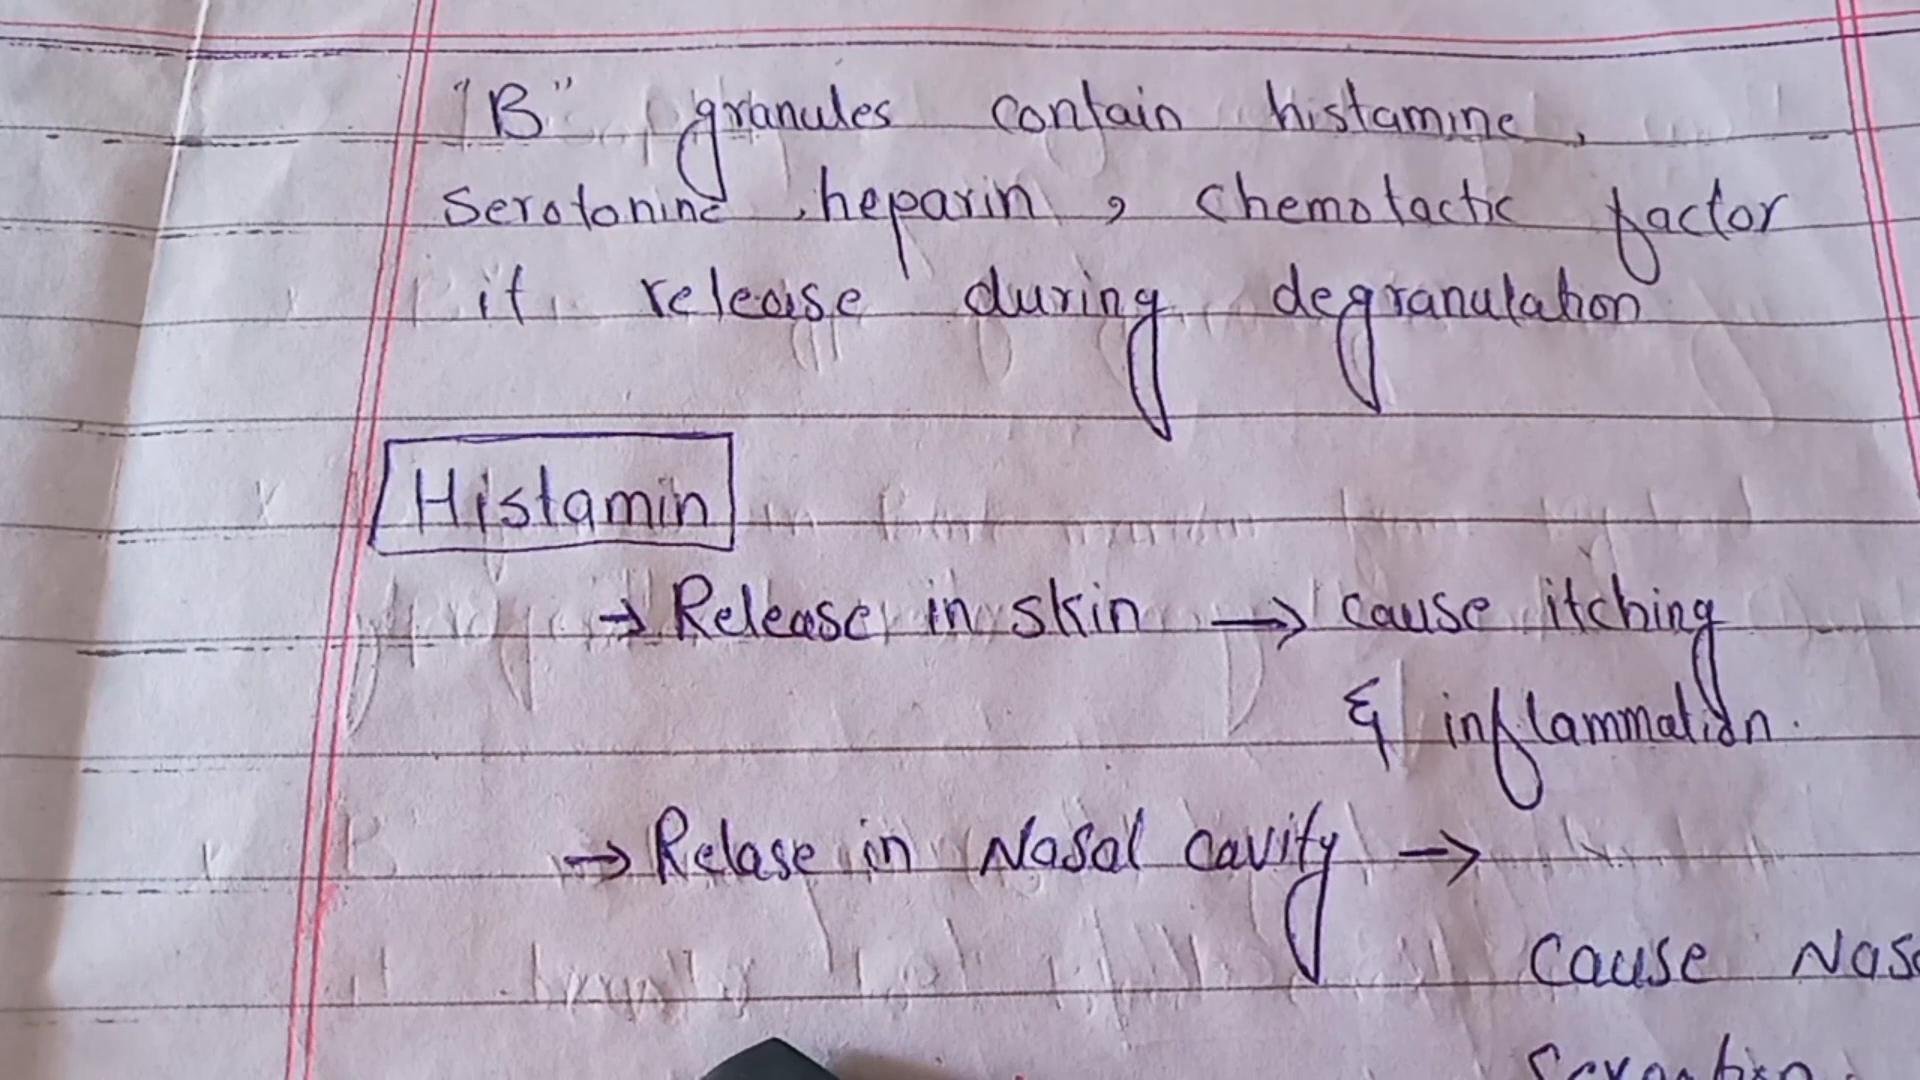 "B" granules contain histamine,
serotonine, heparin, chemotactic factor
it release during degranulation
Histamin
→ Release in skin → cause itching
& inflammation.
→ Relase in Nasal cavity →
cause